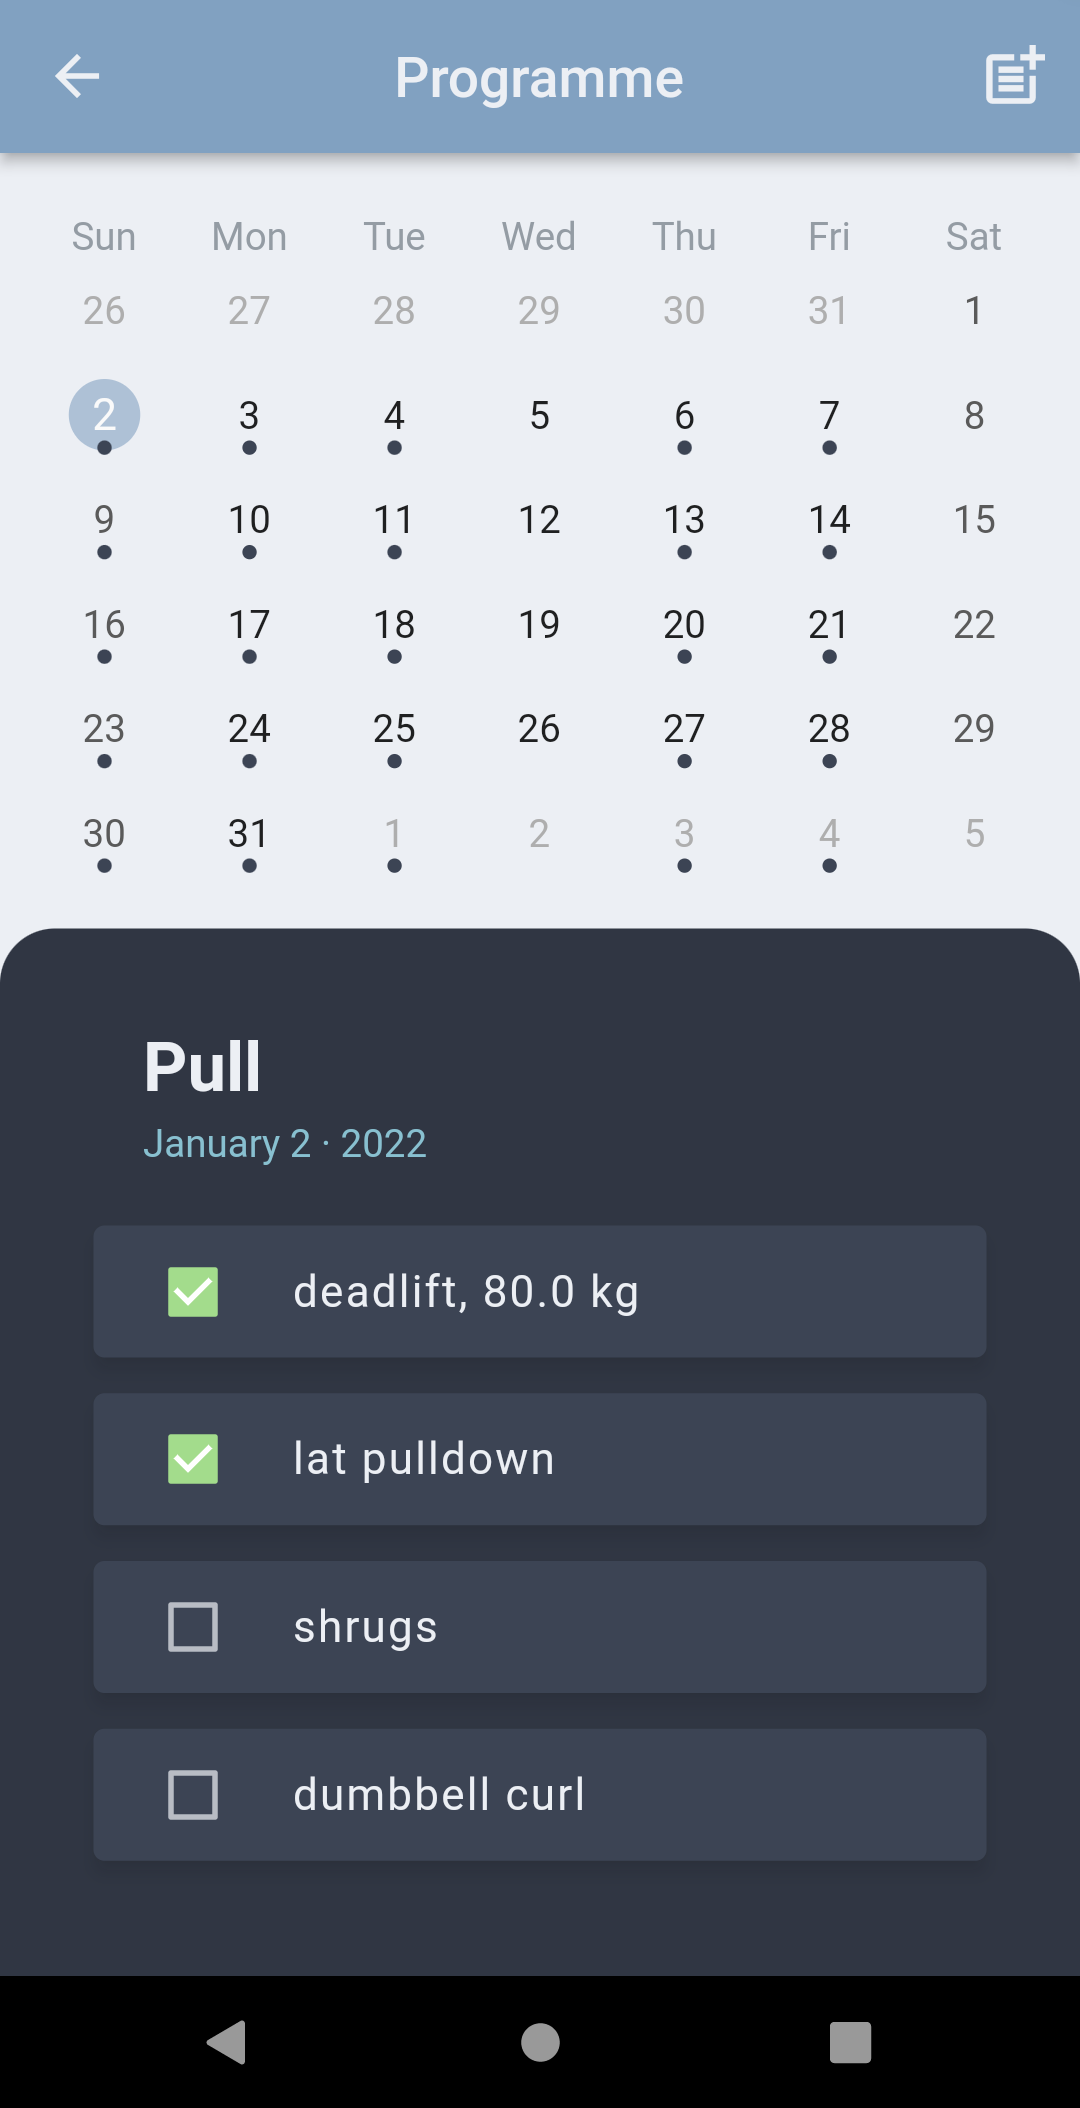 Programme
Sun Mon Tue Wed Thu Fri Sat
26 27 28 29 30 31 1
2 3 4 5 6 7 8
9 10 11 12 13 14 15
16 17 18 19 20 21 22
23 24 25 26 27 28 29
30 31 1 2 3 4 5
Pull
January 2 · 2022
deadlift, 80.0 kg
lat pulldown
shrugs
dumbbell curl